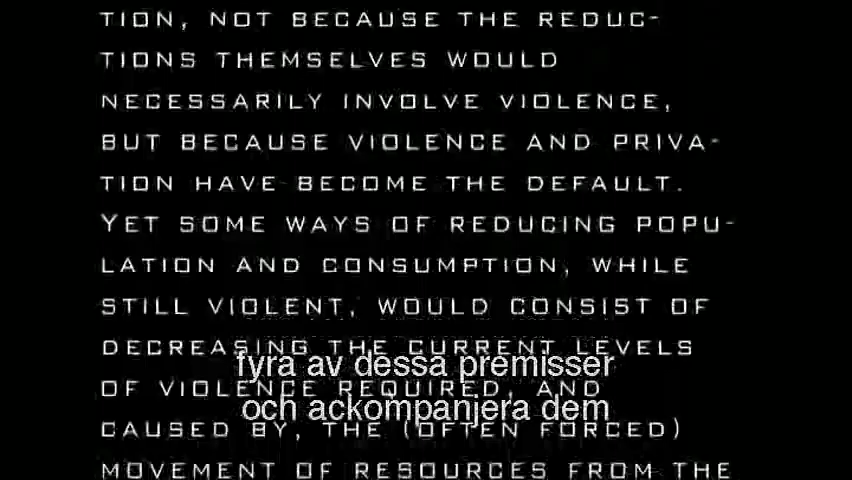 TION, NOT BECAUSE THE REDUC-
TIONS THEMSELVES WOULD
NECESSARILY INVOLVE VIOLENCE,
BUT BECAUSE VIOLENCE AND PRIVA-
TION HAVE BECOME THE DEFAULT.
YET SOME WAYS OF REDUCING POPU-
LATION AND CONSUMPTION, WHILE
STILL VIOLENT, WOULD CONSIST OF
DECREASING THE CURRENT LEVELS
fyra av dessa premisser
OF VIOLENCE REQUIRED, AND
och ackompanjera dem
CAUSED BY, THE (OFTEN FORCED)
MOVEMENT OF RESOURCES FROM THE